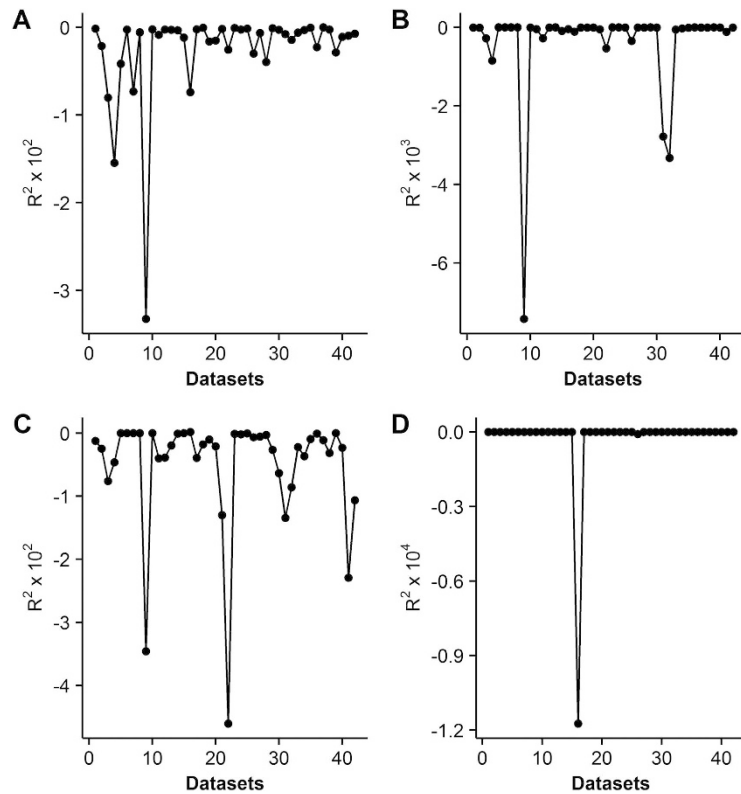 A
0
-1
-2
-3
R² x 10²
0 10 20 30 40
Datasets
B
0
-2
-4
-6
R² x 10³
0 10 20 30 40
Datasets
C
0
-1
-2
-3
-4
R² x 10²
0 10 20 30 40
Datasets
D
0.0
-0.3
-0.6
-0.9
-1.2
R² x 10⁴
0 10 20 30 40
Datasets